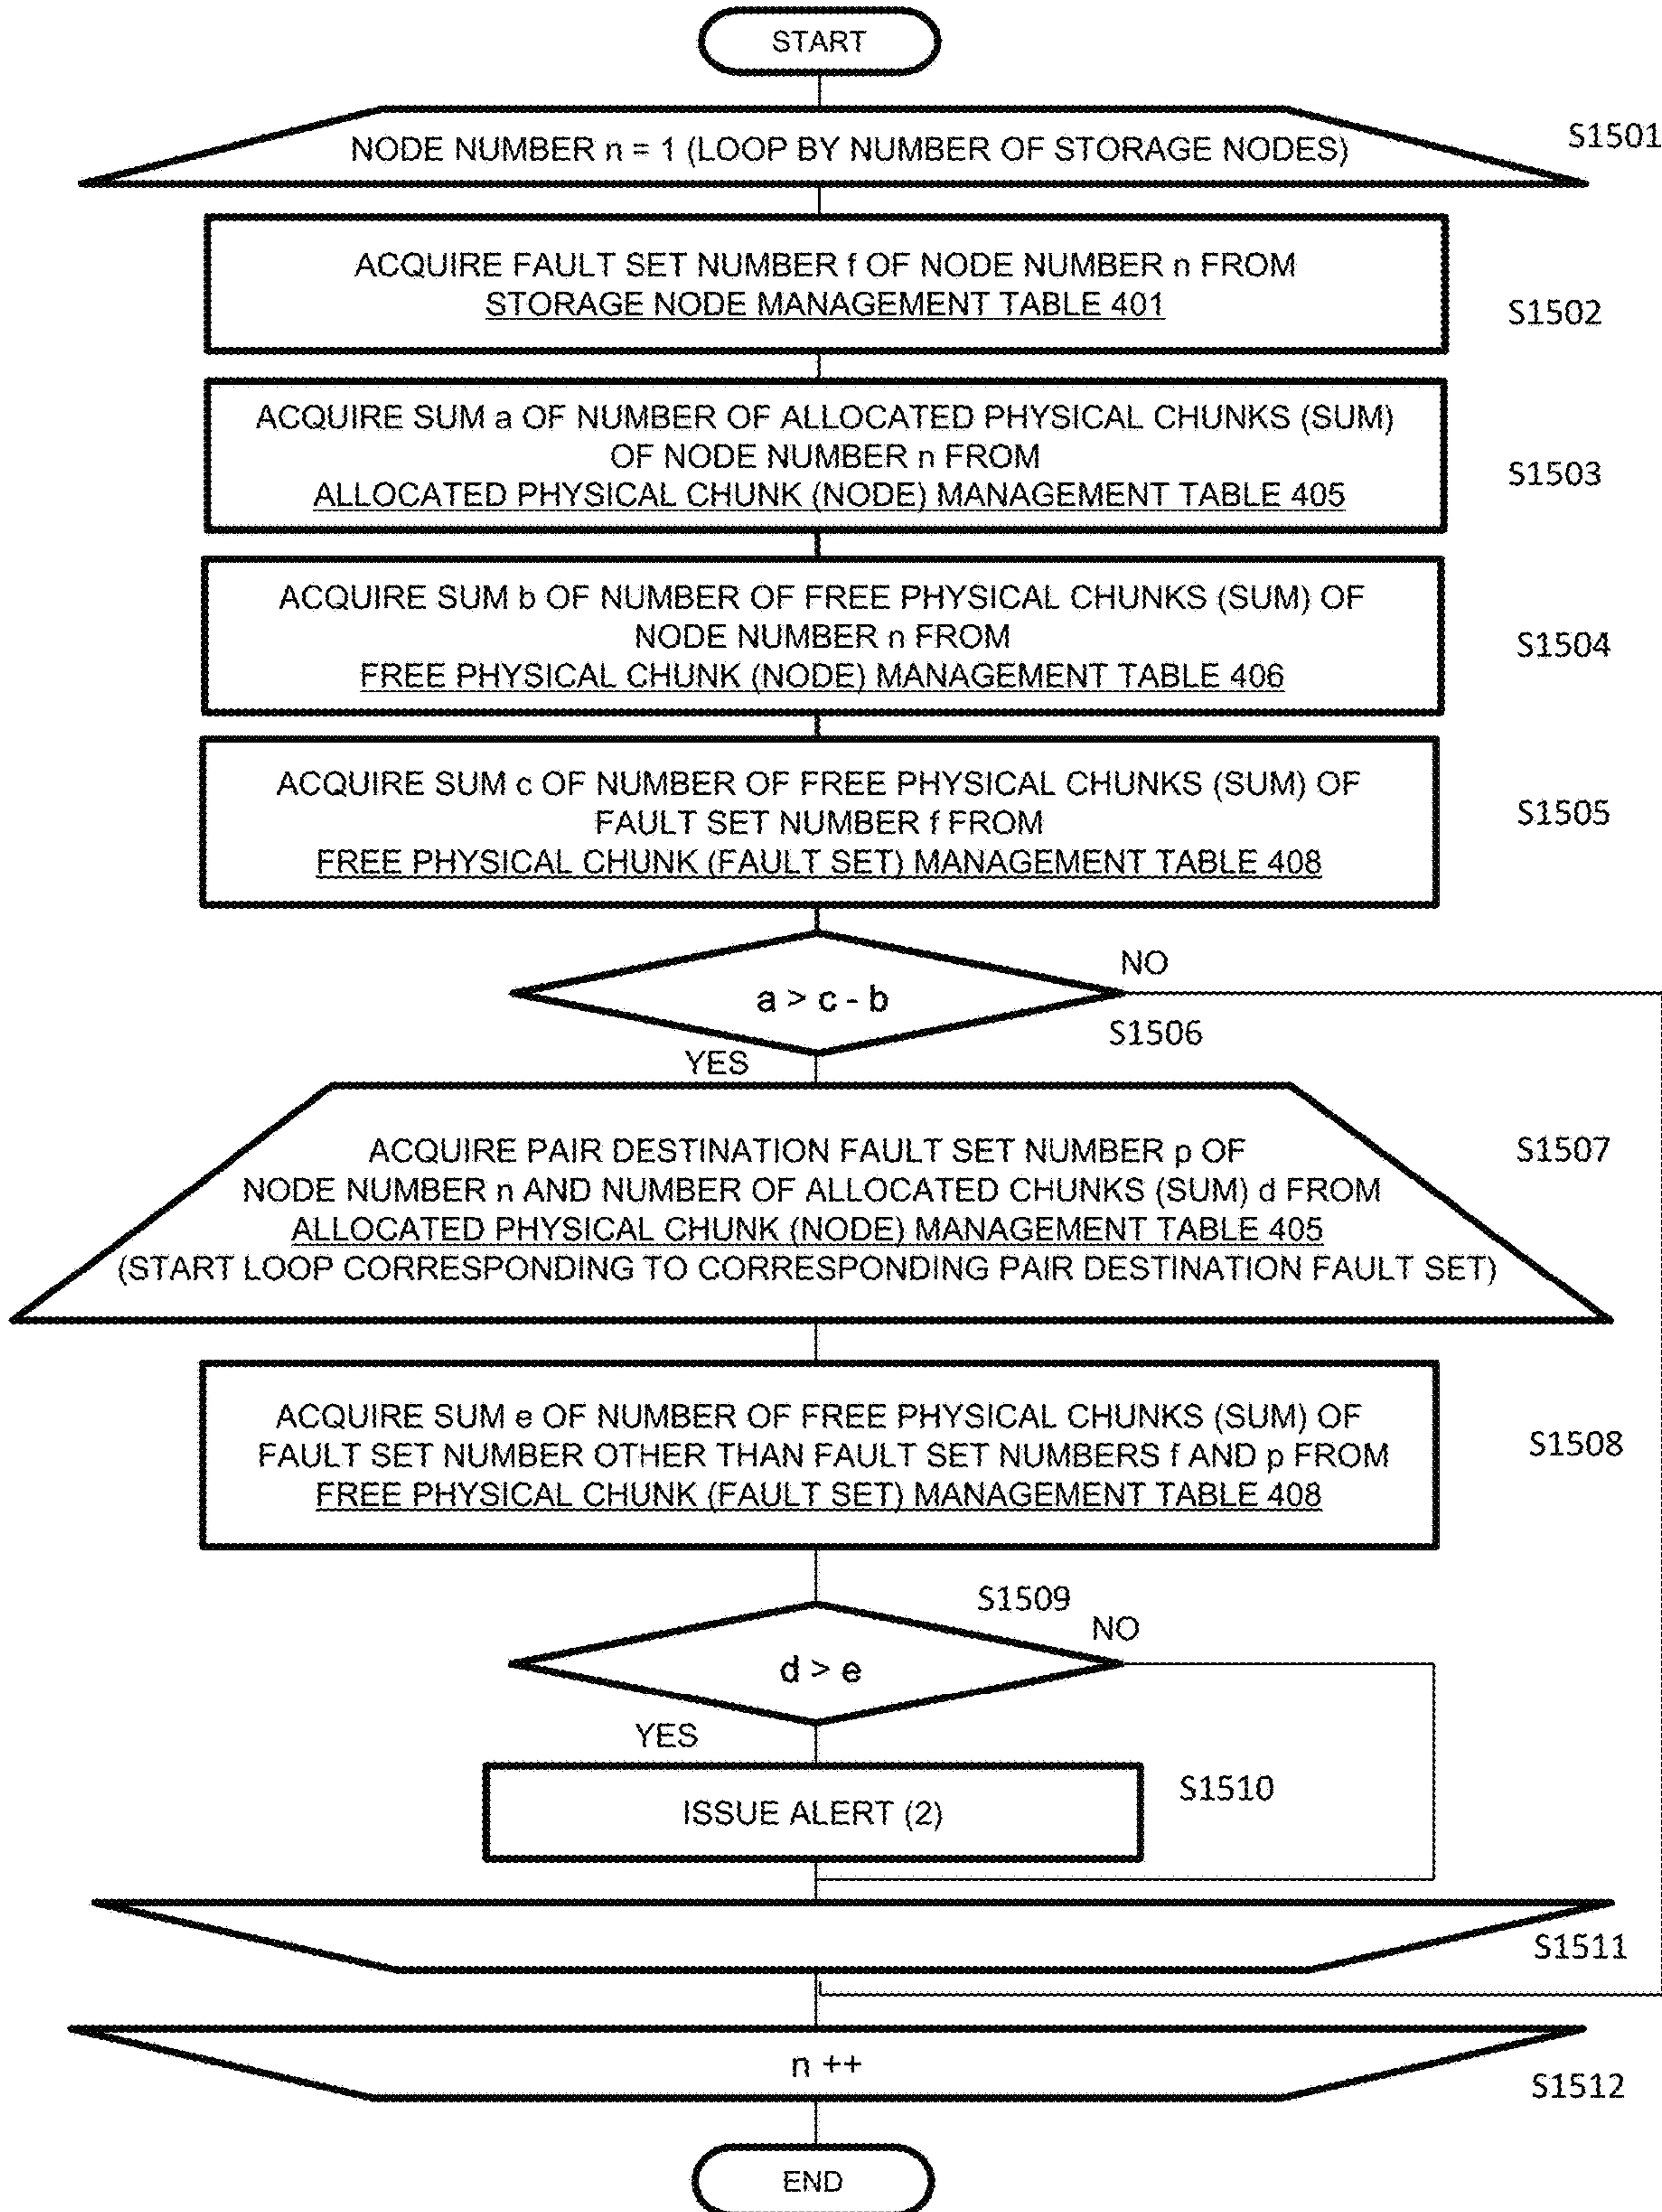 START
NODE NUMBER n = 1 (LOOP BY NUMBER OF STORAGE NODES)
S1501
ACQUIRE FAULT SET NUMBER f OF NODE NUMBER n FROM
STORAGE NODE MANAGEMENT TABLE 401
S1502
ACQUIRE SUM a OF NUMBER OF ALLOCATED PHYSICAL CHUNKS (SUM)
OF NODE NUMBER n FROM
ALLOCATED PHYSICAL CHUNK (NODE) MANAGEMENT TABLE 405
S1503
ACQUIRE SUM b OF NUMBER OF FREE PHYSICAL CHUNKS (SUM) OF
NODE NUMBER n FROM
FREE PHYSICAL CHUNK (NODE) MANAGEMENT TABLE 406
S1504
ACQUIRE SUM c OF NUMBER OF FREE PHYSICAL CHUNKS (SUM) OF
FAULT SET NUMBER f FROM
FREE PHYSICAL CHUNK (FAULT SET) MANAGEMENT TABLE 408
S1505
a > c - b
NO
S1506
YES
ACQUIRE PAIR DESTINATION FAULT SET NUMBER p OF
NODE NUMBER n AND NUMBER OF ALLOCATED CHUNKS (SUM) d FROM
ALLOCATED PHYSICAL CHUNK (NODE) MANAGEMENT TABLE 405
(START LOOP CORRESPONDING TO CORRESPONDING PAIR DESTINATION FAULT SET)
S1507
ACQUIRE SUM e OF NUMBER OF FREE PHYSICAL CHUNKS (SUM) OF
FAULT SET NUMBER OTHER THAN FAULT SET NUMBERS f AND p FROM
FREE PHYSICAL CHUNK (FAULT SET) MANAGEMENT TABLE 408
S1508
S1509
NO
d > e
YES
ISSUE ALERT (2)
S1510
S1511
n ++
S1512
END